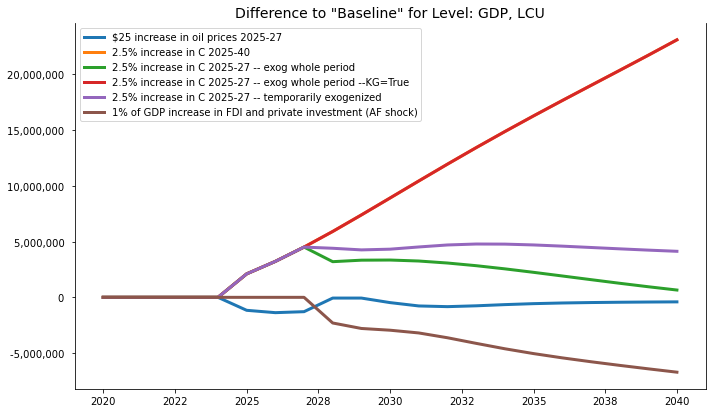 Difference to "Baseline" for Level: GDP, LCU
$25 increase in oil prices 2025-27
2.5% increase in C 2025-40
2.5% increase in C 2025-27 -- exog whole period
2.5% increase in C 2025-27 -- exog whole period --KG=True
2.5% increase in C 2025-27 -- temporarily exogenized
1% of GDP increase in FDI and private investment (AF shock)
20,000,000
15,000,000
10,000,000
5,000,000
0
-5,000,000
2020 2022 2025 2028 2030 2032 2035 2038 2040